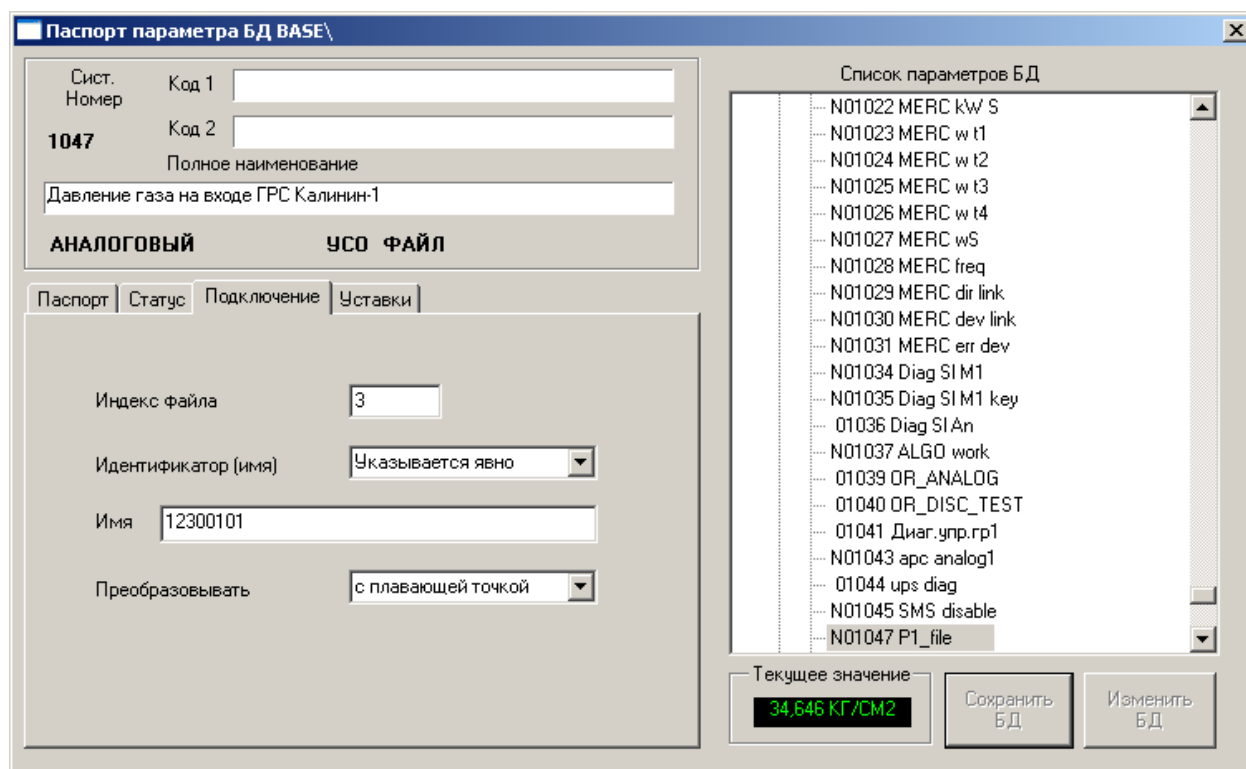 Паспорт параметра БД BASE\
Сист. Номер
Код 1
1047
Код 2
Полное наименование
Давление газа на входе ГРС Калинин-1
АНАЛОГОВЫЙ УСО ФАЙЛ
Паспорт Статус Подключение Уставки
Индекс файла 3
Идентификатор (имя) Указывается явно
Имя 12300101
Преобразовывать с плавающей точкой
Список параметров БД
N01022 MERC kW S
N01023 MERC w t1
N01024 MERC w t2
N01025 MERC w t3
N01026 MERC w t4
N01027 MERC wS
N01028 MERC freq
N01029 MERC dir link
N01030 MERC dev link
N01031 MERC err dev
N01034 Diag SI M1
N01035 Diag SI M1 key
01036 Diag SI An
N01037 ALGO work
01039 OR_ANALOG
01040 OR_DISC_TEST
01041 Диаг.упр.гр1
N01043 apc analog1
01044 ups diag
N01045 SMS disable
N01047 P1_file
Текущее значение
34,646 КГ/СМ2
Сохранить БД
Изменить БД